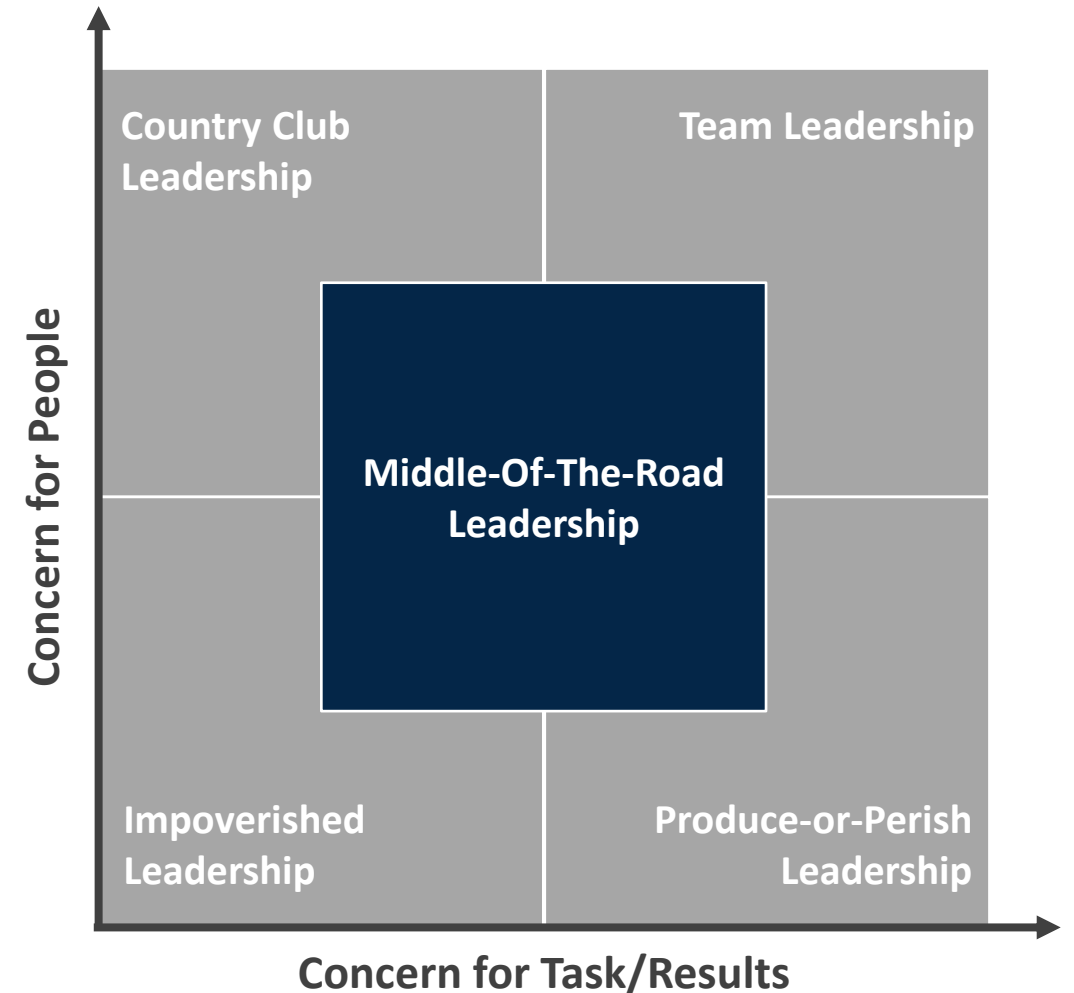 Country Club
Leadership
Team Leadership
Concern for People
Middle-Of-The-Road
Leadership
Impoverished
Leadership
Produce-or-Perish
Leadership
Concern for Task/Results